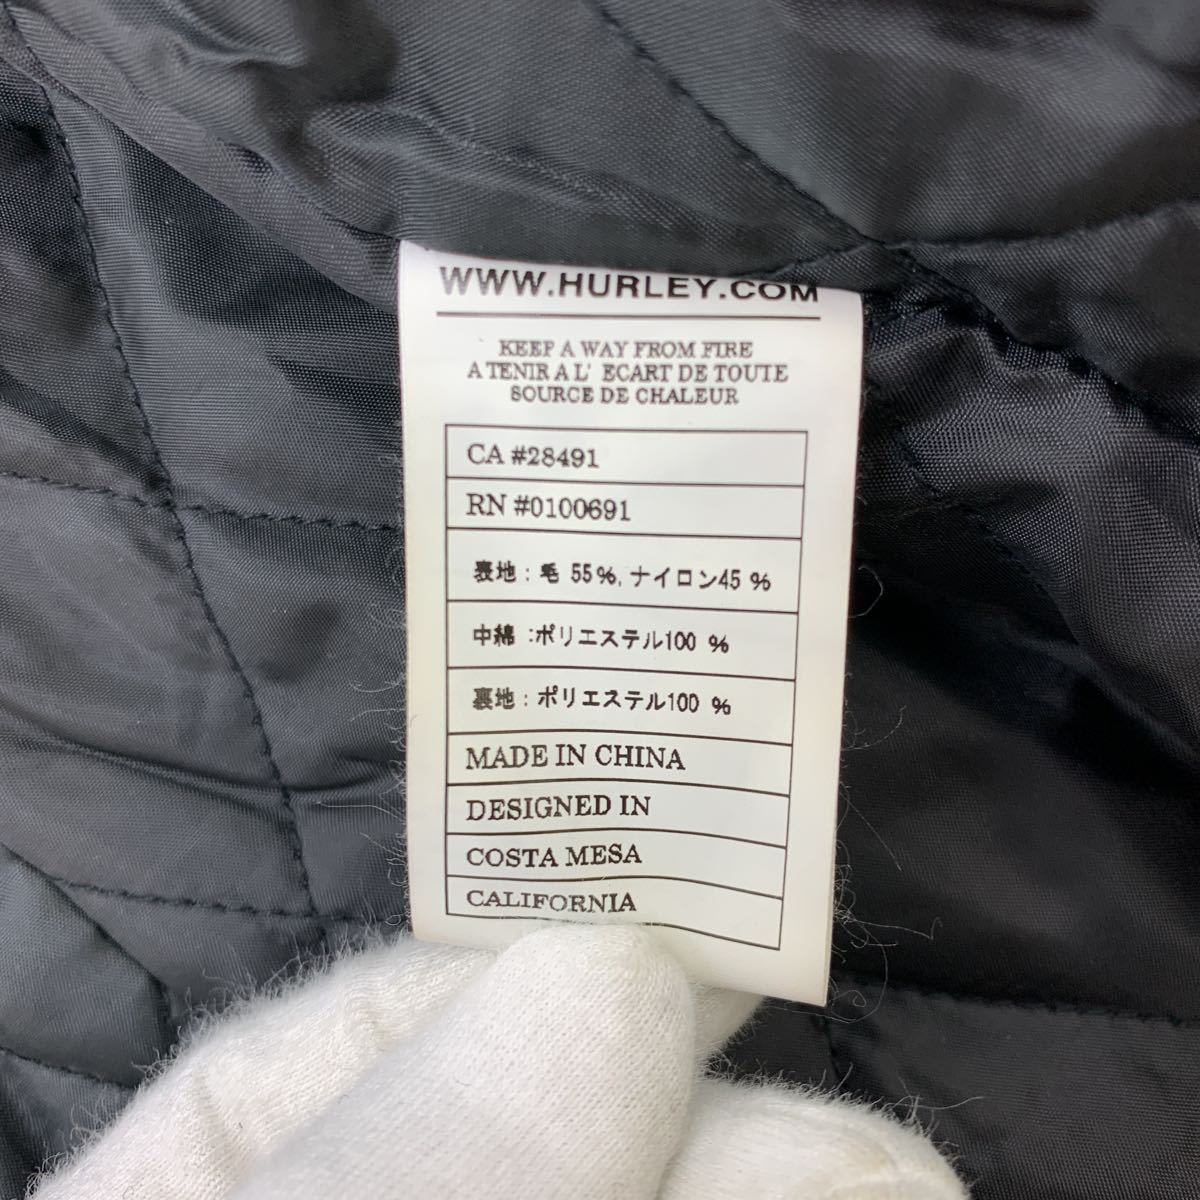 WWW.HURLEY.COM
KEEP A WAY FROM FIRE
A TENIR A L' ECART DE TOUTE
SOURCE DE CHALEUR
CA #28491
RN #0100691
表地：毛 55%, ナイロン45 %
中綿 :ポリエステル100 %
裏地：ポリエステル100 %
MADE IN CHINA
DESIGNED IN
COSTA MESA
CALIFORNIA